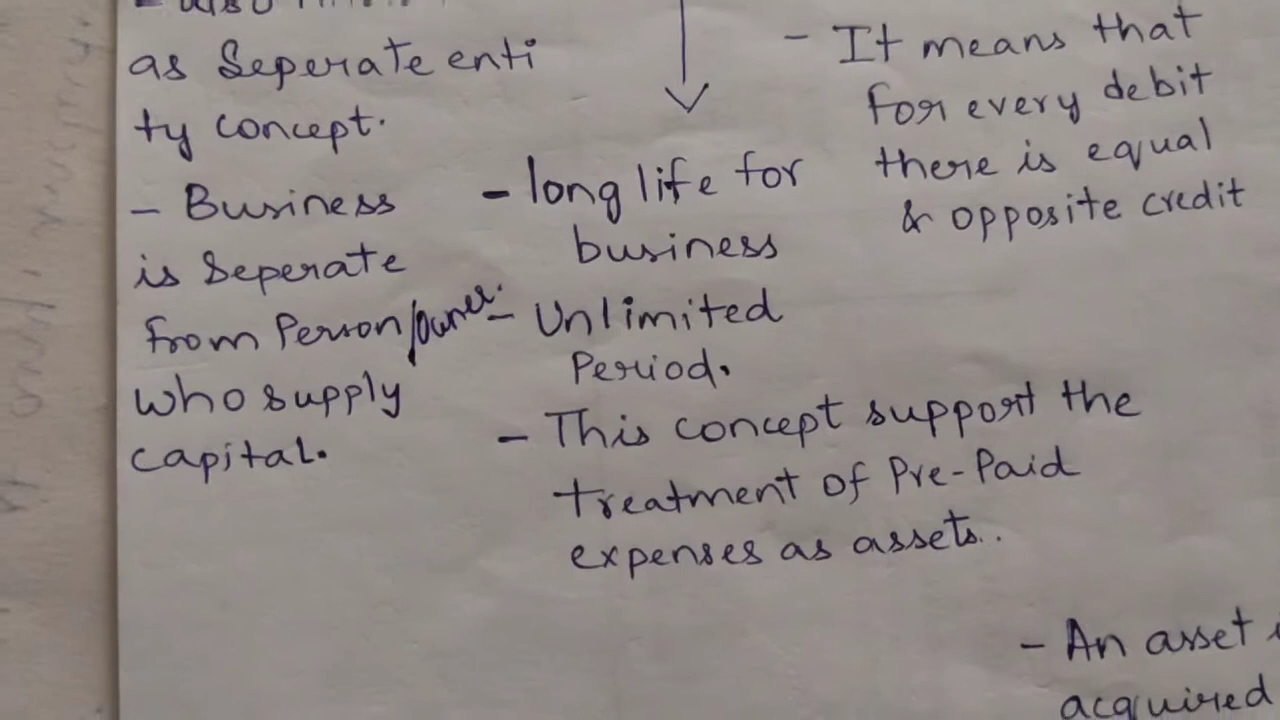 as Seperate enti
ty concept.
- Business
is Seperate
from Person/owner.
who supply
capital.
- long life for
business
- Unlimited
Period.
- This concept support the
treatment of Pre-Paid
expenses as assets..
- It means that
for every debit
there is equal
& opposite credit
- An asset
acquired